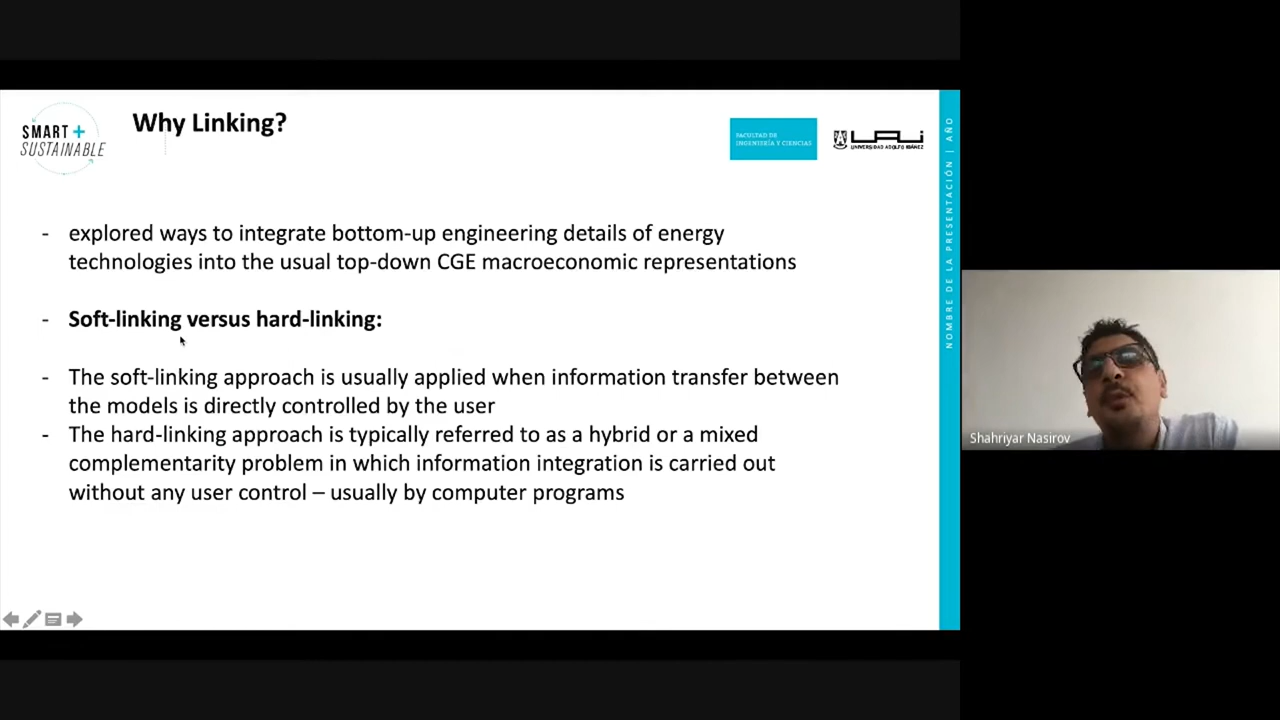 SMART +
SUSTAINABLE
Why Linking?
FACULTAD DE
INGENIERÍA Y CIENCIAS
UAI
UNIVERSIDAD ADOLFO IBÁÑEZ
NOMBRE DE LA PRESENTACIÓN | AÑO
- explored ways to integrate bottom-up engineering details of energy
technologies into the usual top-down CGE macroeconomic representations
- Soft-linking versus hard-linking:
- The soft-linking approach is usually applied when information transfer between
the models is directly controlled by the user
- The hard-linking approach is typically referred to as a hybrid or a mixed
complementarity problem in which information integration is carried out
without any user control – usually by computer programs
Shahriyar Nasirov